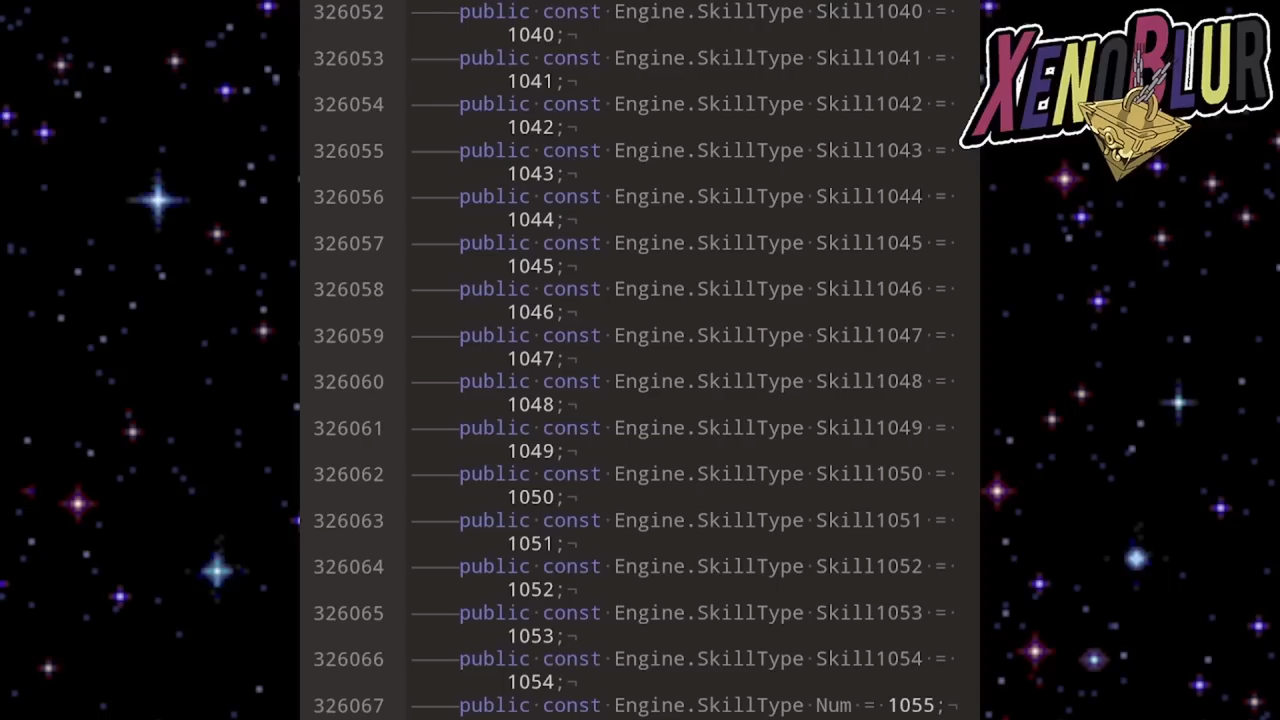 326052 public const Engine.SkillType Skill1040 =
1040;
326053 public const Engine.SkillType Skill1041 =
1041;
326054 public const Engine.SkillType Skill1042 =
1042;
326055 public const Engine.SkillType Skill1043 =
1043;
326056 public const Engine.SkillType Skill1044 =
1044;
326057 public const Engine.SkillType Skill1045 =
1045;
326058 public const Engine.SkillType Skill1046 =
1046;
326059 public const Engine.SkillType Skill1047 =
1047;
326060 public const Engine.SkillType Skill1048 =
1048;
326061 public const Engine.SkillType Skill1049 =
1049;
326062 public const Engine.SkillType Skill1050 =
1050;
326063 public const Engine.SkillType Skill1051 =
1051;
326064 public const Engine.SkillType Skill1052 =
1052;
326065 public const Engine.SkillType Skill1053 =
1053;
326066 public const Engine.SkillType Skill1054 =
1054;
326067 public const Engine.SkillType Num = 1055;
XENOBLUR